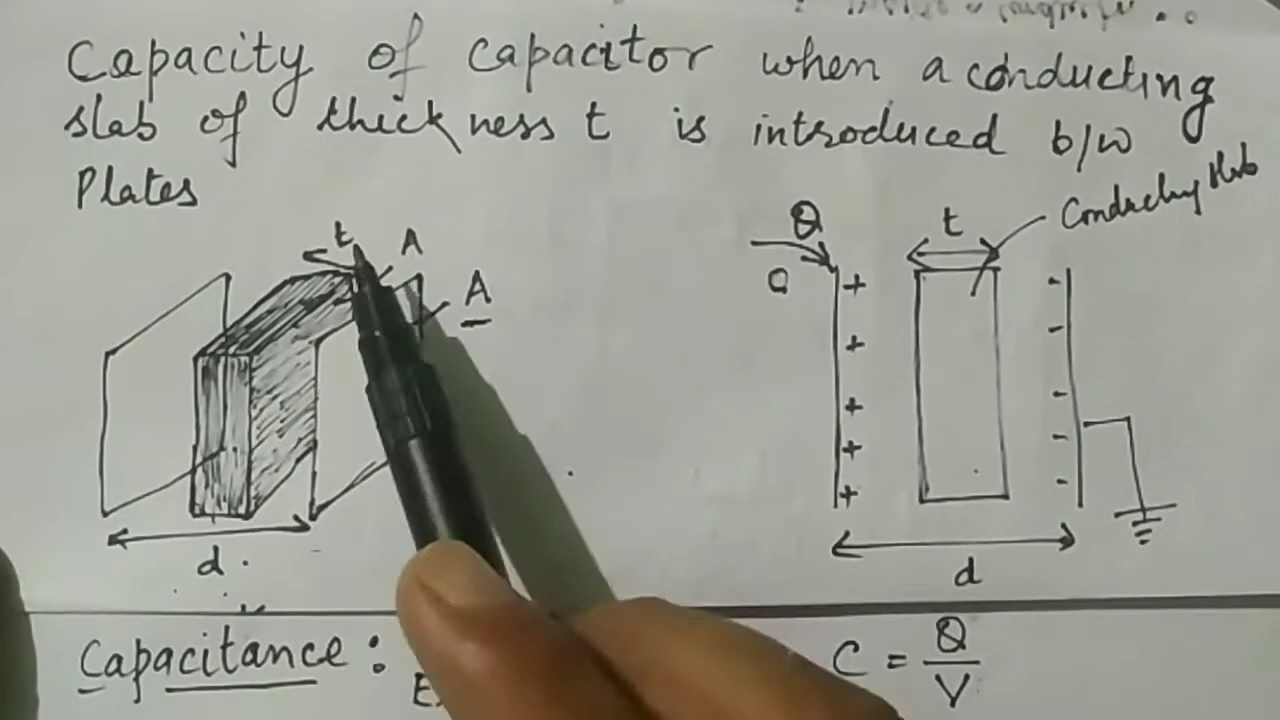 Capacity of capacitor when a conducting
slab of thickness t is introduced b/w
Plates
t A
A
d
Q
Q
t
Conducting slab
+ -
+ -
+ -
+ -
+ -
d
Capacitance :
C = Q/V